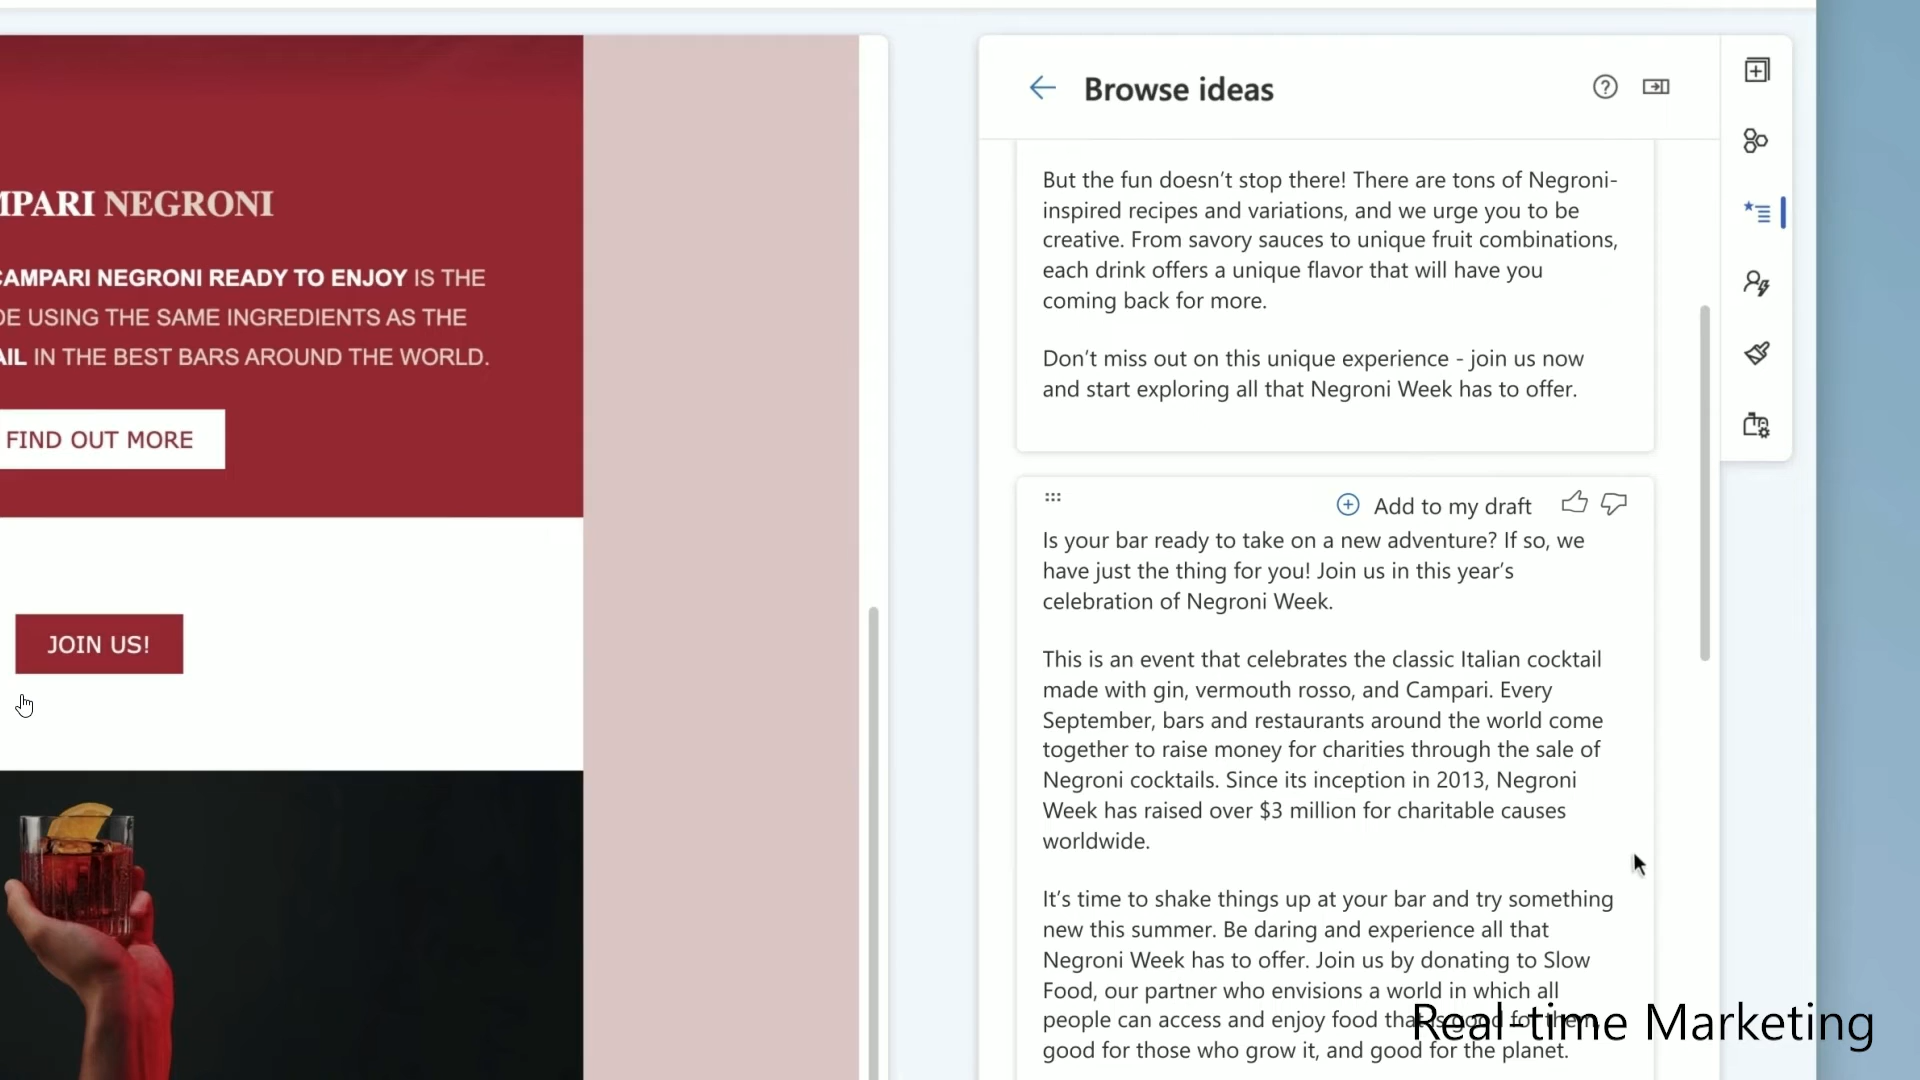 MPARI NEGRONI
CAMPARI NEGRONI READY TO ENJOY IS THE
DE USING THE SAME INGREDIENTS AS THE
AIL IN THE BEST BARS AROUND THE WORLD.
FIND OUT MORE
JOIN US!
Browse ideas
But the fun doesn’t stop there! There are tons of Negroni-
inspired recipes and variations, and we urge you to be
creative. From savory sauces to unique fruit combinations,
each drink offers a unique flavor that will have you
coming back for more.
Don’t miss out on this unique experience - join us now
and start exploring all that Negroni Week has to offer.
Add to my draft
Is your bar ready to take on a new adventure? If so, we
have just the thing for you! Join us in this year’s
celebration of Negroni Week.
This is an event that celebrates the classic Italian cocktail
made with gin, vermouth rosso, and Campari. Every
September, bars and restaurants around the world come
together to raise money for charities through the sale of
Negroni cocktails. Since its inception in 2013, Negroni
Week has raised over $3 million for charitable causes
worldwide.
It’s time to shake things up at your bar and try something
new this summer. Be daring and experience all that
Negroni Week has to offer. Join us by donating to Slow
Food, our partner who envisions a world in which all
people can access and enjoy food that is good for them,
good for those who grow it, and good for the planet.
Real-time Marketing